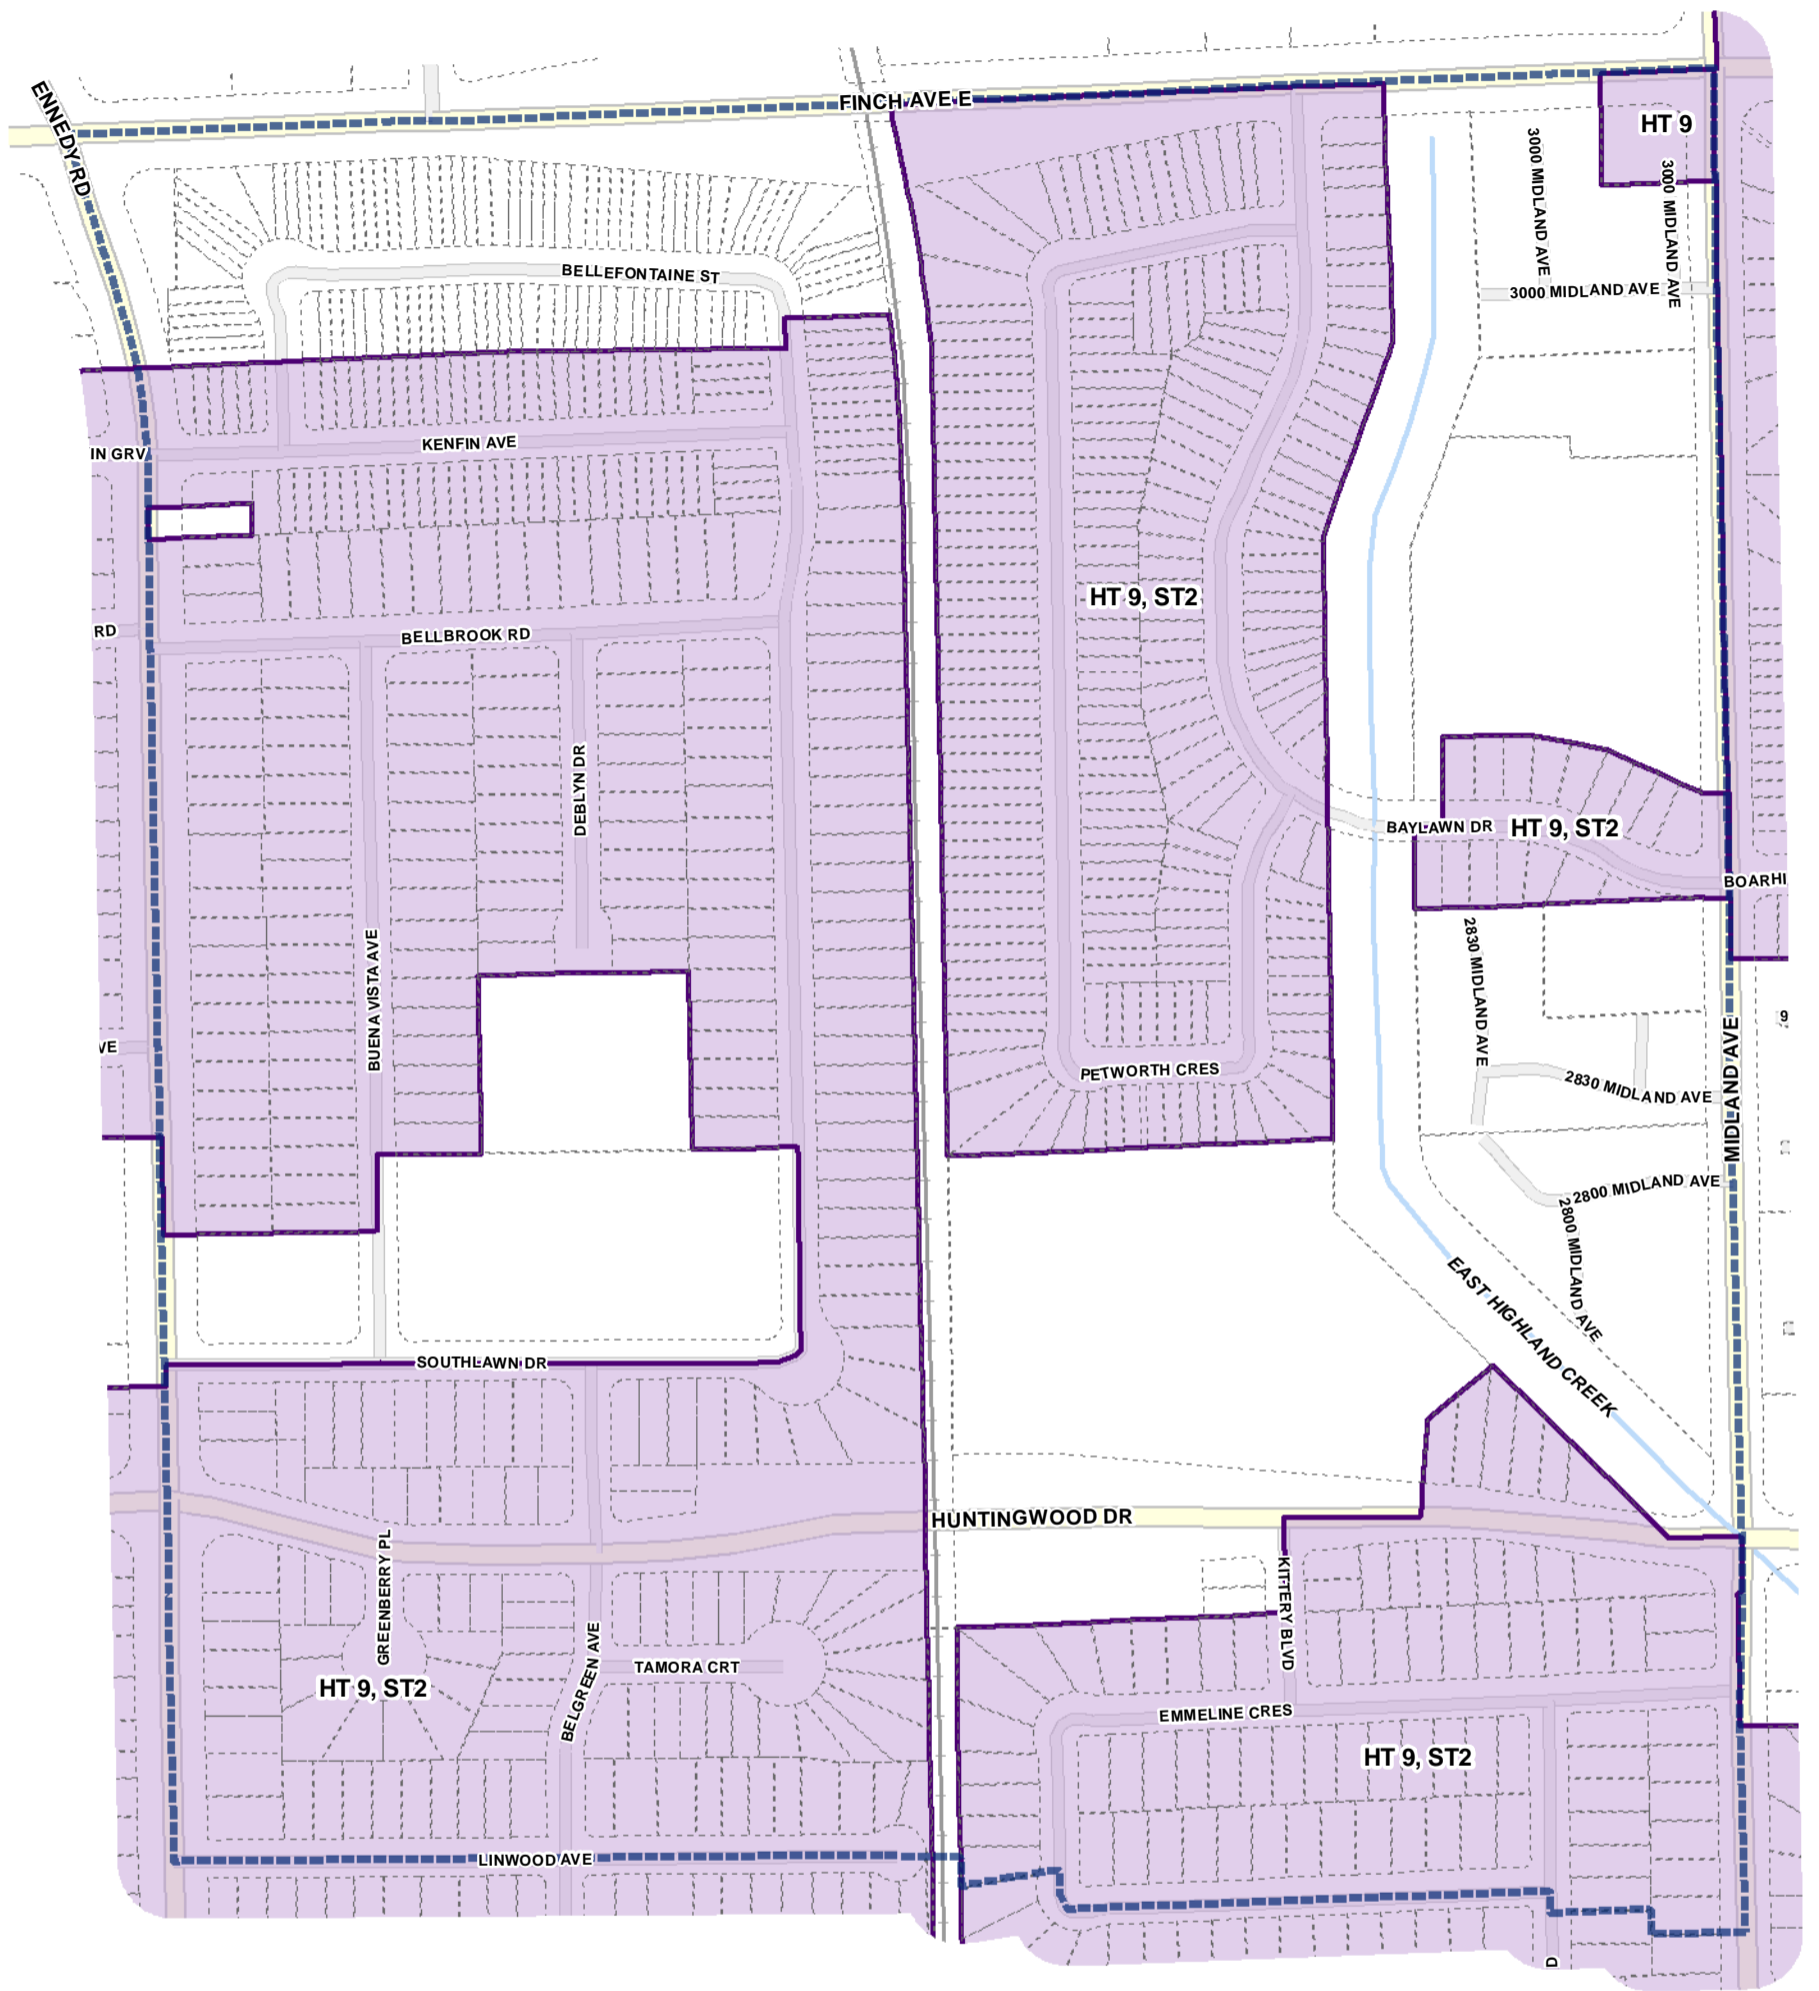 FINCH AVE E
ENNEDY RD
HT 9
3000 MIDLAND AVE
3000 MIDLAND AVE
3000 MIDLAND AVE
BELLEFONTAINE ST
KENFIN AVE
IN GRV
HT 9, ST2
BELLBROOK RD
RD
DEBLYN DR
BAYLAWN DR
HT 9, ST2
BOARHI
BUENA VISTA AVE
2830 MIDLAND AVE
9
VE
PETWORTH CRES
2830 MIDLAND AVE
MIDLAND AVE
2800 MIDLAND AVE
2800 MIDLAND AVE
EAST HIGHLAND CREEK
SOUTHLAWN DR
HUNTINGWOOD DR
GREENBERRY PL
KITTERY BLVD
BELGREEN AVE
TAMORA CRT
HT 9, ST2
EMMELINE CRES
HT 9, ST2
LINWOOD AVE
D